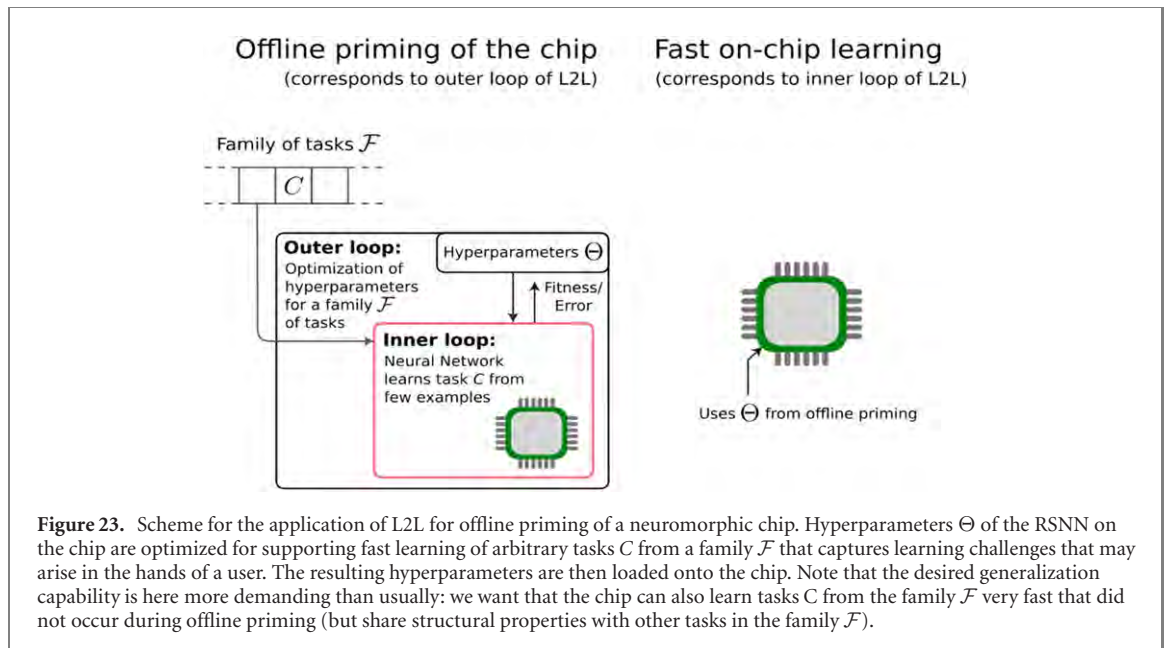 Offline priming of the chip
(corresponds to outer loop of L2L)
Fast on-chip learning
(corresponds to inner loop of L2L)
Family of tasks ℱ
C
Outer loop:
Optimization of
hyperparameters
for a family ℱ
of tasks
Hyperparameters Θ
Fitness/
Error
Inner loop:
Neural Network
learns task C from
few examples
Uses Θ from offline priming
Figure 23. Scheme for the application of L2L for offline priming of a neuromorphic chip. Hyperparameters Θ of the RSNN on
the chip are optimized for supporting fast learning of arbitrary tasks C from a family ℱ that captures learning challenges that may
arise in the hands of a user. The resulting hyperparameters are then loaded onto the chip. Note that the desired generalization
capability is here more demanding than usually: we want that the chip can also learn tasks C from the family ℱ very fast that did
not occur during offline priming (but share structural properties with other tasks in the family ℱ).